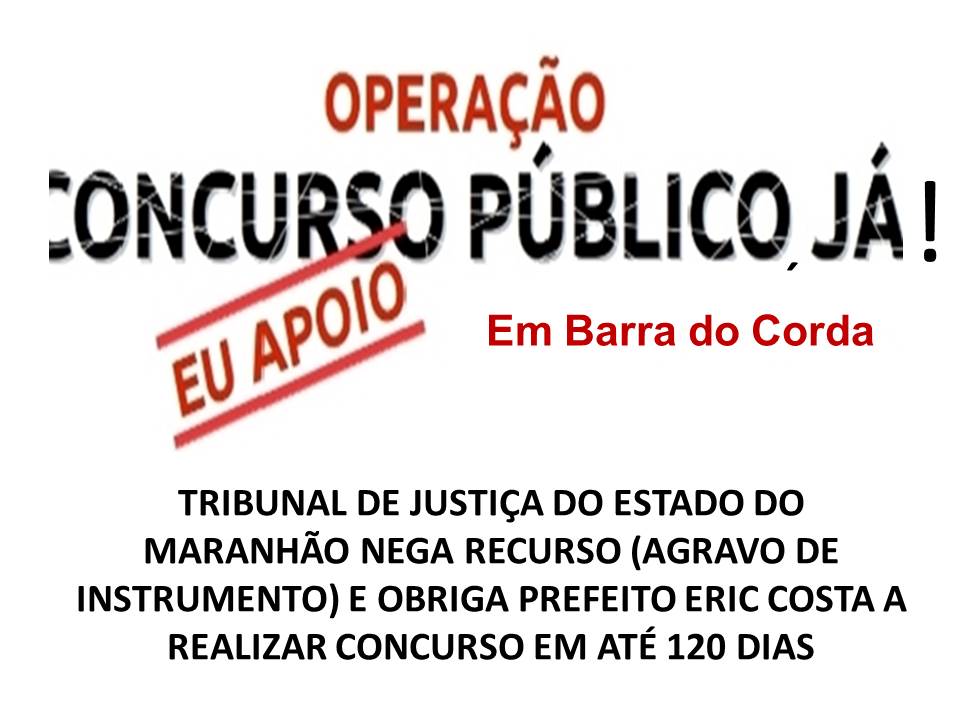 OPERAÇÃO
CONCURSO PÚBLICO, JÁ!
EU APOIO
Em Barra do Corda
TRIBUNAL DE JUSTIÇA DO ESTADO DO
MARANHÃO NEGA RECURSO (AGRAVO DE
INSTRUMENTO) E OBRIGA PREFEITO ERIC COSTA A
REALIZAR CONCURSO EM ATÉ 120 DIAS